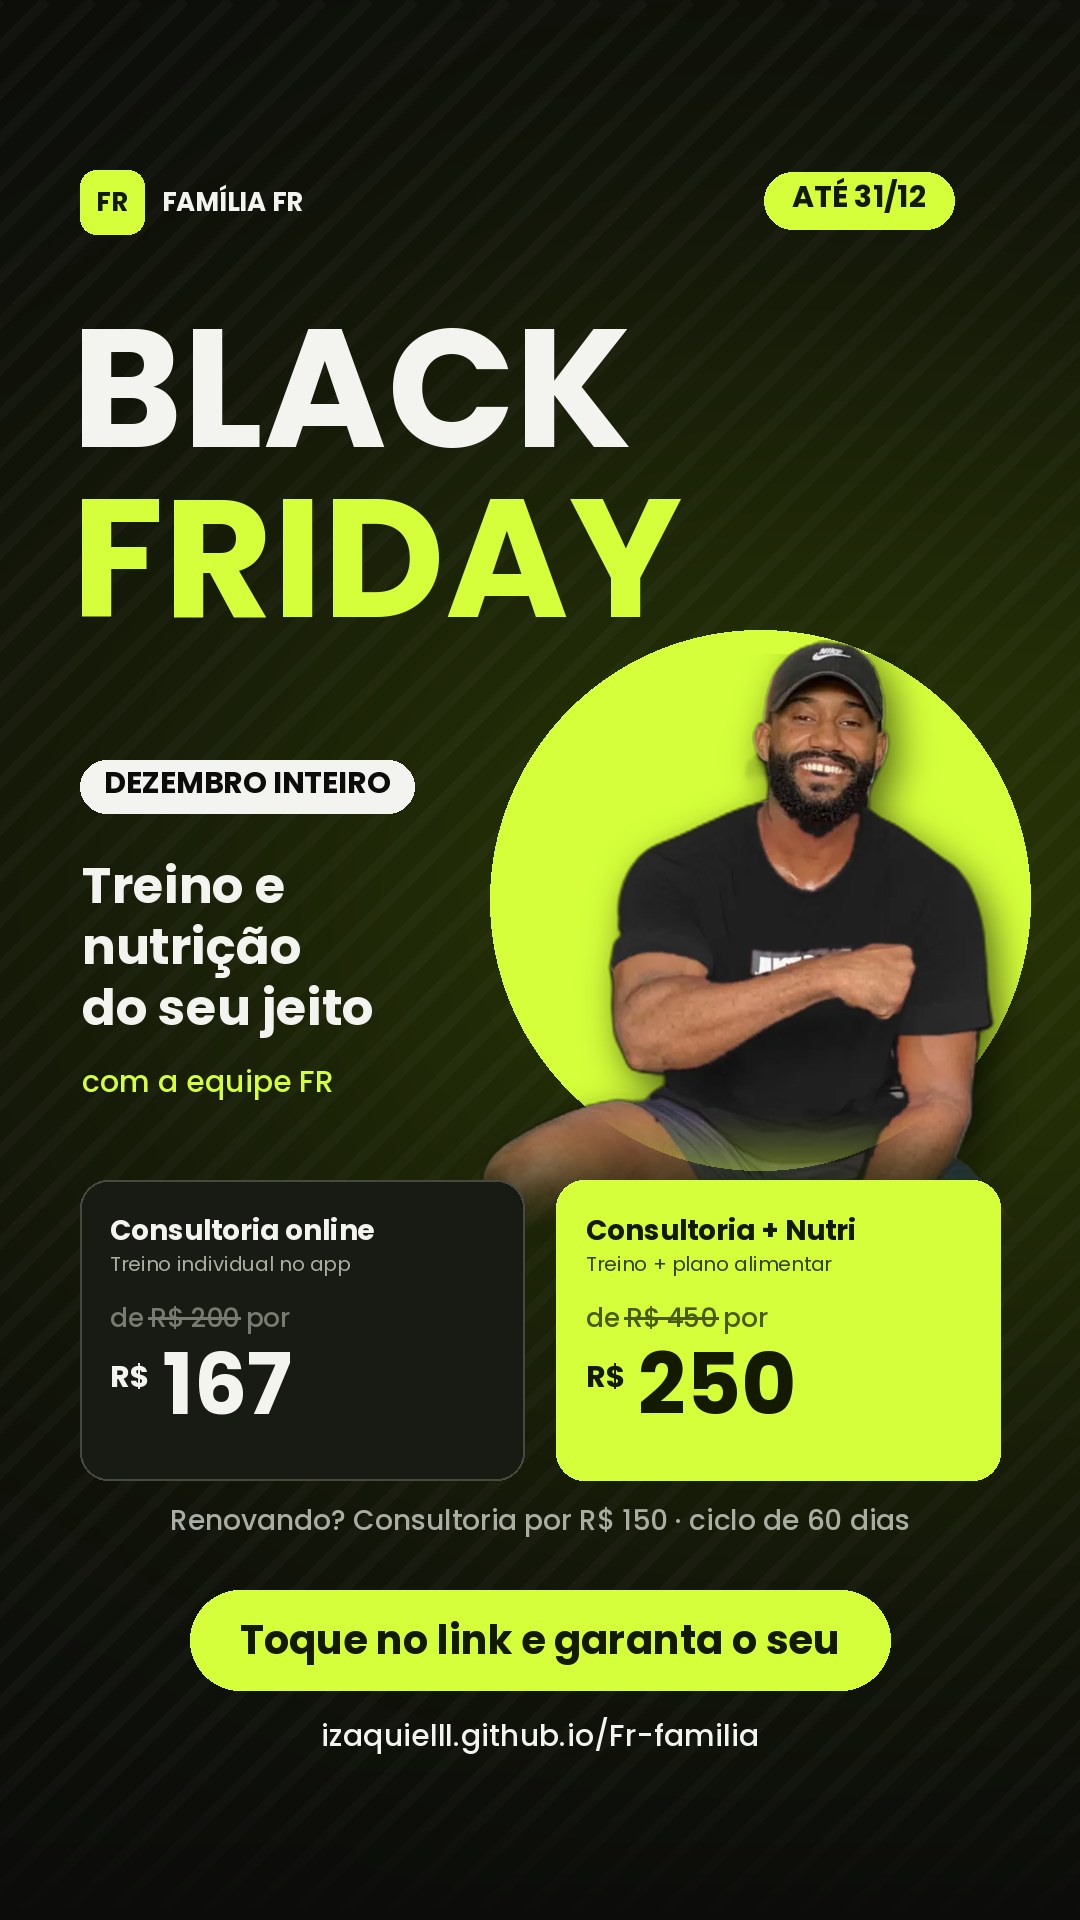 FR FAMÍLIA FR
ATÉ 31/12
BLACK
FRIDAY
DEZEMBRO INTEIRO
Treino e
nutrição
do seu jeito
com a equipe FR
Consultoria online
Treino individual no app
de R$ 200 por
R$ 167
Consultoria + Nutri
Treino + plano alimentar
de R$ 450 por
R$ 250
Renovando? Consultoria por R$ 150 · ciclo de 60 dias
Toque no link e garanta o seu
izaquielll.github.io/Fr-familia